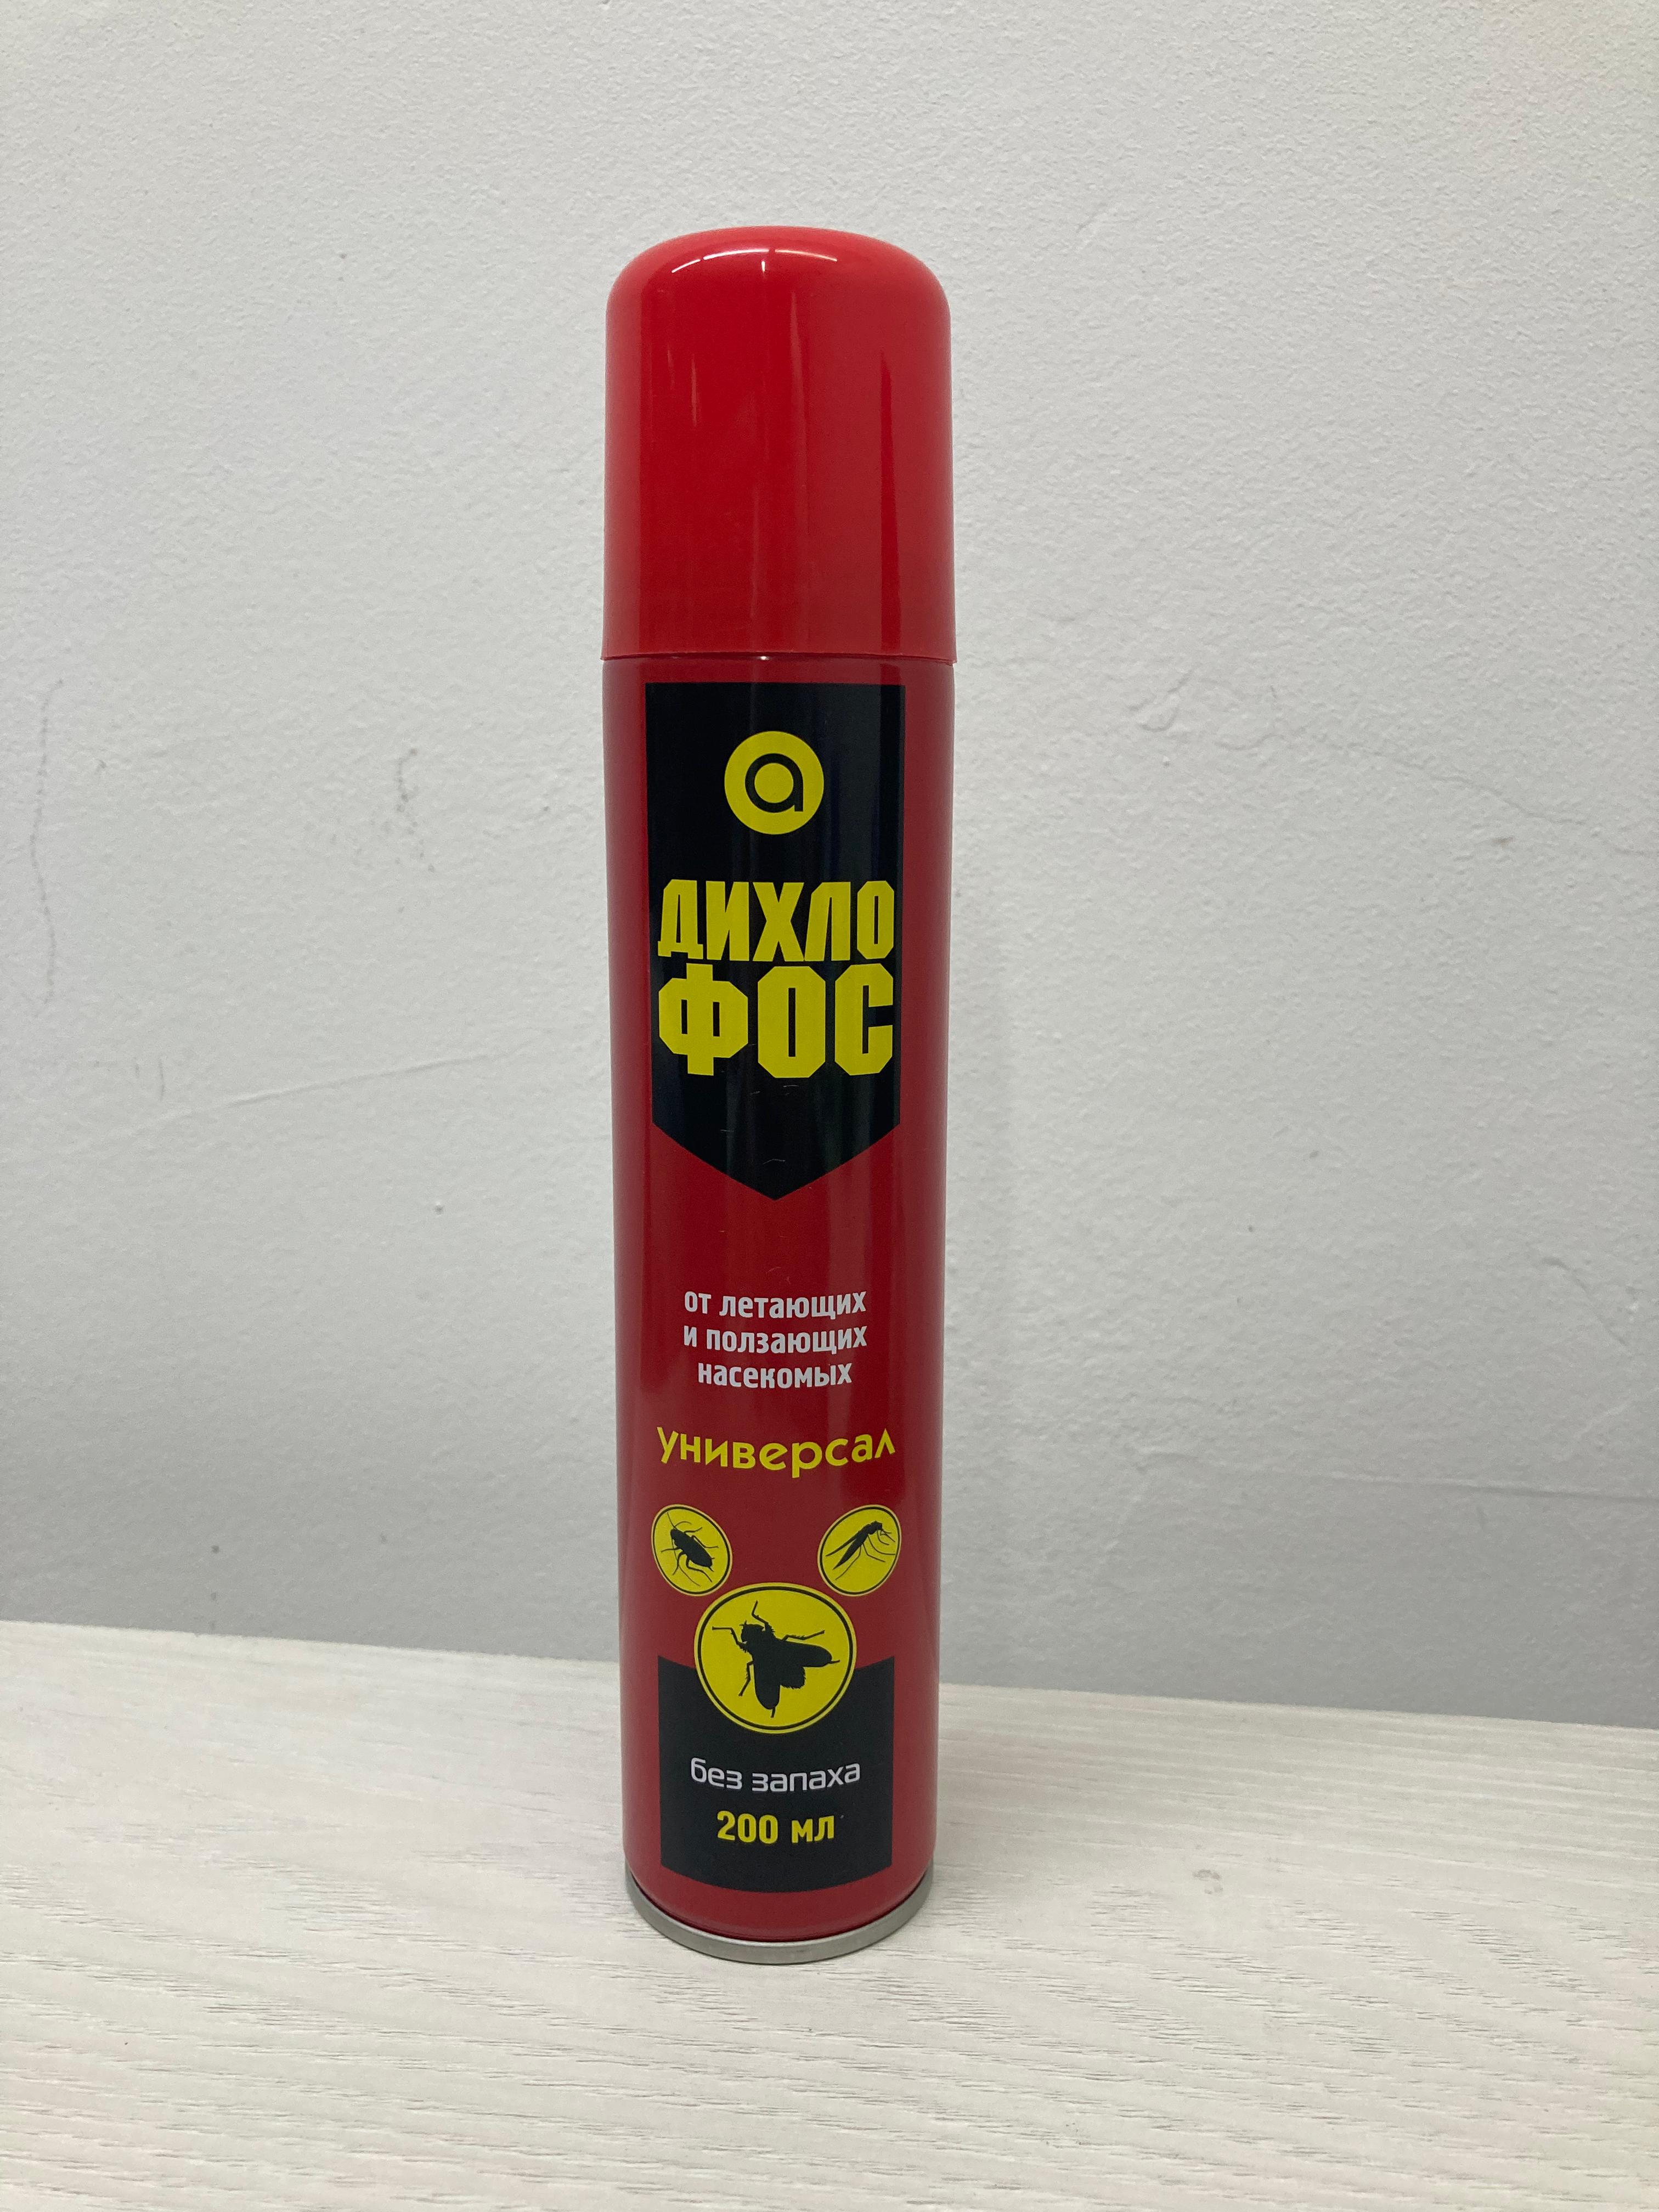 a
ДИХЛО
ФОС
от летающих
и ползающих
насекомых
универсал
без запаха
200 мл